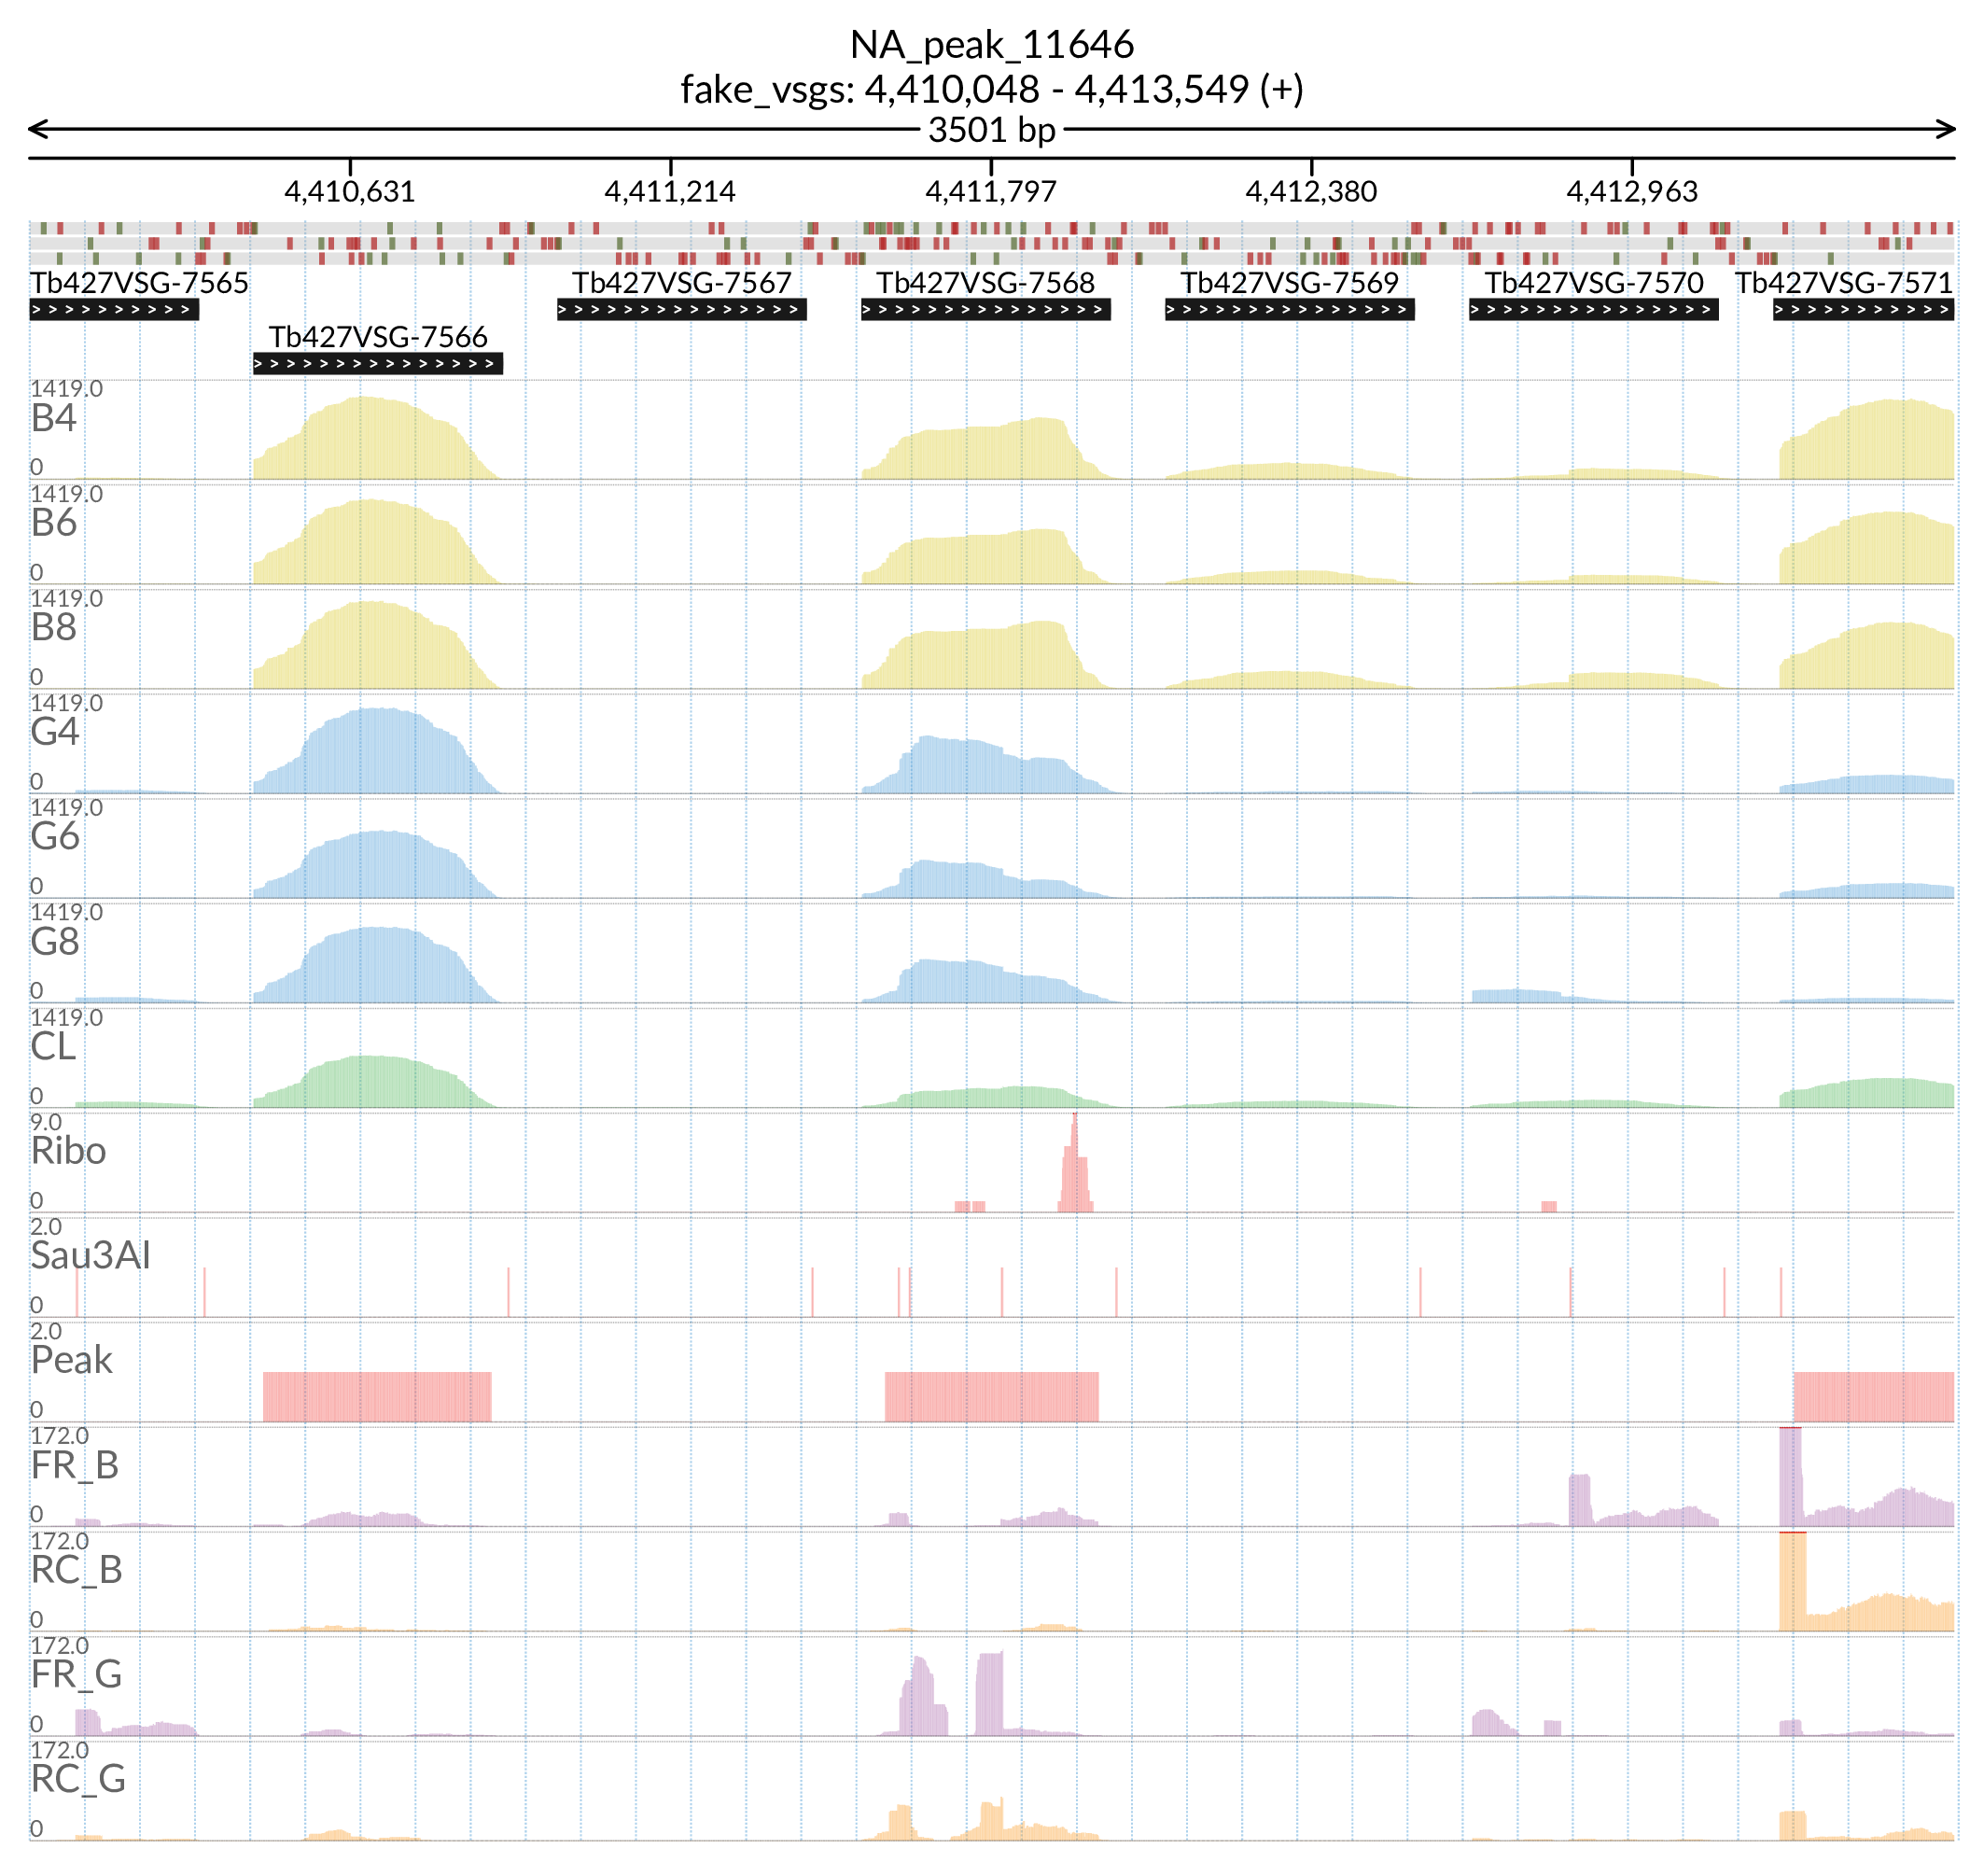 NA_peak_11646
fake_vsgs: 4,410,048 - 4,413,549 (+)
3501 bp
4,410,631 4,411,214 4,411,797 4,412,380 4,412,963
Tb427VSG-7565 Tb427VSG-7567 Tb427VSG-7568 Tb427VSG-7569 Tb427VSG-7570 Tb427VSG-7571
Tb427VSG-7566
1419.0
B4
0
1419.0
B6
0
1419.0
B8
0
1419.0
G4
0
1419.0
G6
0
1419.0
G8
0
1419.0
CL
0
9.0
Ribo
0
2.0
Sau3AI
0
2.0
Peak
0
172.0
FR_B
0
172.0
RC_B
0
172.0
FR_G
0
172.0
RC_G
0